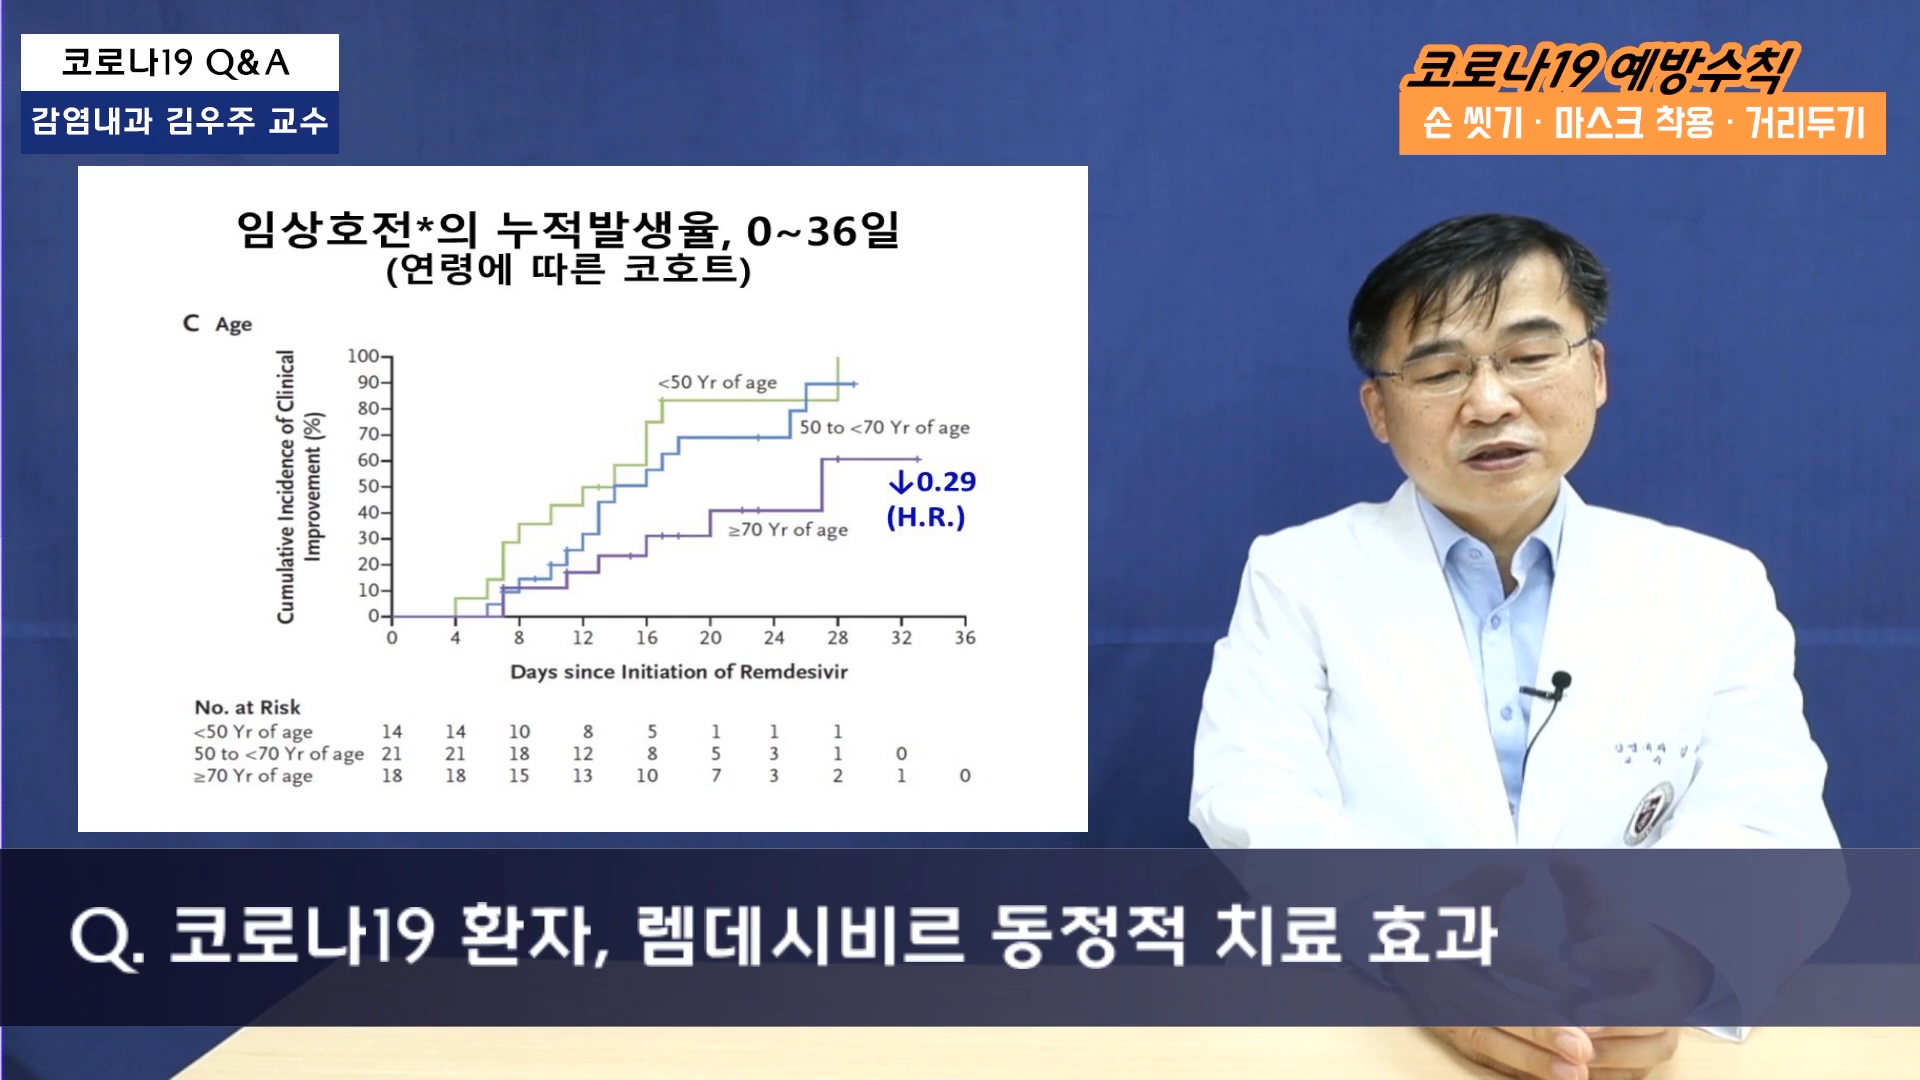 코로나19 Q&A
감염내과 김우주 교수
코로나19 예방수칙
손 씻기 · 마스크 착용 · 거리두기
임상호전*의 누적발생율, 0~36일
(연령에 따른 코호트)
C Age
Cumulative Incidence of Clinical
Improvement (%)
100
90
80
70
60
50
40
30
20
10
0
<50 Yr of age
50 to <70 Yr of age
≥70 Yr of age
↓0.29
(H.R.)
0 4 8 12 16 20 24 28 32 36
Days since Initiation of Remdesivir
No. at Risk
<50 Yr of age 14 14 10 8 5 1 1 1
50 to <70 Yr of age 21 21 18 12 8 5 3 1 0
≥70 Yr of age 18 18 15 13 10 7 3 2 1 0
Q. 코로나19 환자, 렘데시비르 동정적 치료 효과